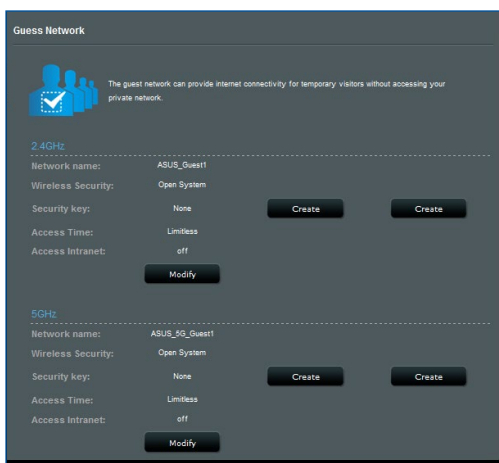 Guess Network
The guest network can provide internet connectivity for temporary visitors without accessing your
private network.
2.4GHz
Network name: ASUS_Guest1
Wireless Security: Open System
Security key: None Create Create
Access Time: Limitless
Access Intranet: off
Modify
5GHz
Network name: ASUS_5G_Guest1
Wireless Security: Open System
Security key: None Create Create
Access Time: Limitless
Access Intranet: off
Modify